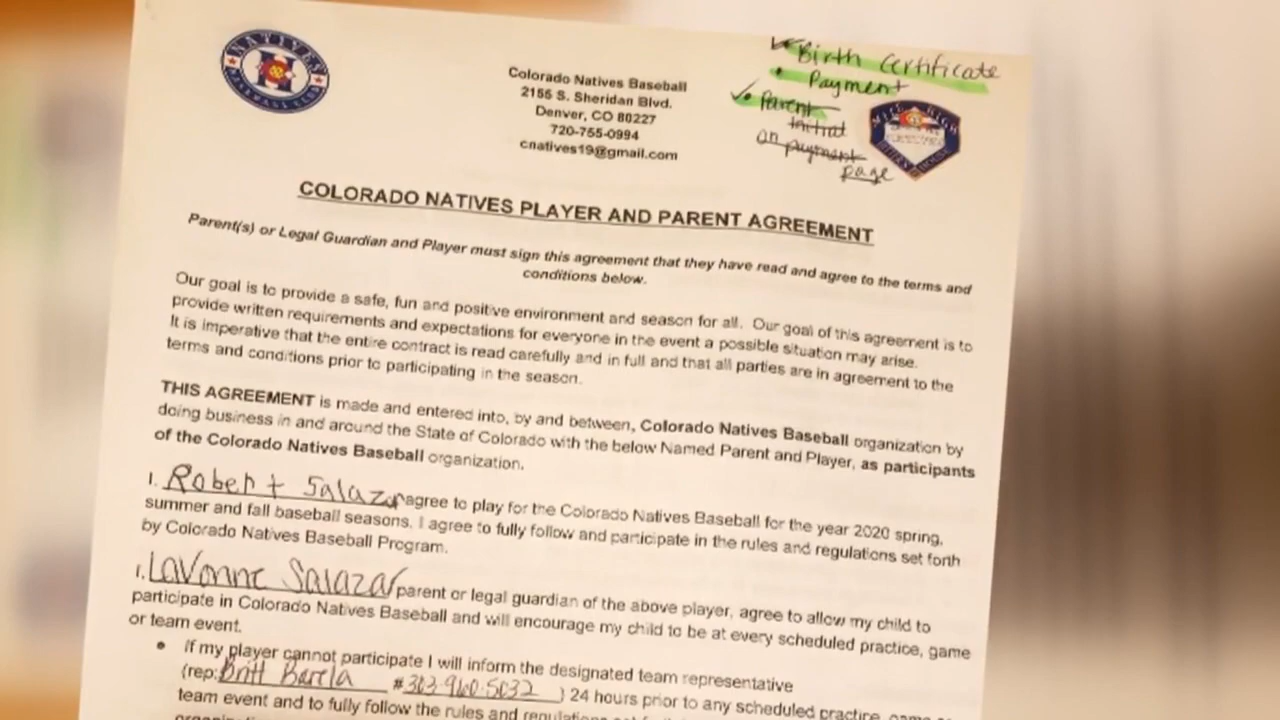 NATIVES
BASEBALL CLUB
Colorado Natives Baseball
2155 S. Sheridan Blvd.
Denver, CO 80227
720-755-0994
cnatives19@gmail.com
Birth Certificate
Payment
Parent
initial
on payment
page
MILE HIGH
HOUSE
COLORADO NATIVES PLAYER AND PARENT AGREEMENT
Parent(s) or Legal Guardian and Player must sign this agreement that they have read and agree to the terms and
conditions below.
Our goal is to provide a safe, fun and positive environment and season for all. Our goal of this agreement is to
provide written requirements and expectations for everyone in the event a possible situation may arise.
It is imperative that the entire contract is read carefully and in full and that all parties are in agreement to the
terms and conditions prior to participating in the season.
THIS AGREEMENT is made and entered into, by and between, Colorado Natives Baseball organization by
doing business in and around the State of Colorado with the below Named Parent and Player, as participants
of the Colorado Natives Baseball organization.
I, Robert Salazar agree to play for the Colorado Natives Baseball for the year 2020 spring,
summer and fall baseball seasons. I agree to fully follow and participate in the rules and regulations set forth
by Colorado Natives Baseball Program.
I, LaVonne Salazar parent or legal guardian of the above player, agree to allow my child to
participate in Colorado Natives Baseball and will encourage my child to be at every scheduled practice, game
or team event.
• If my player cannot participate I will inform the designated team representative
(rep: Britt Barela #303-960-5032 ) 24 hours prior to any scheduled practice, game or
team event and to fully follow the rules and regulations set